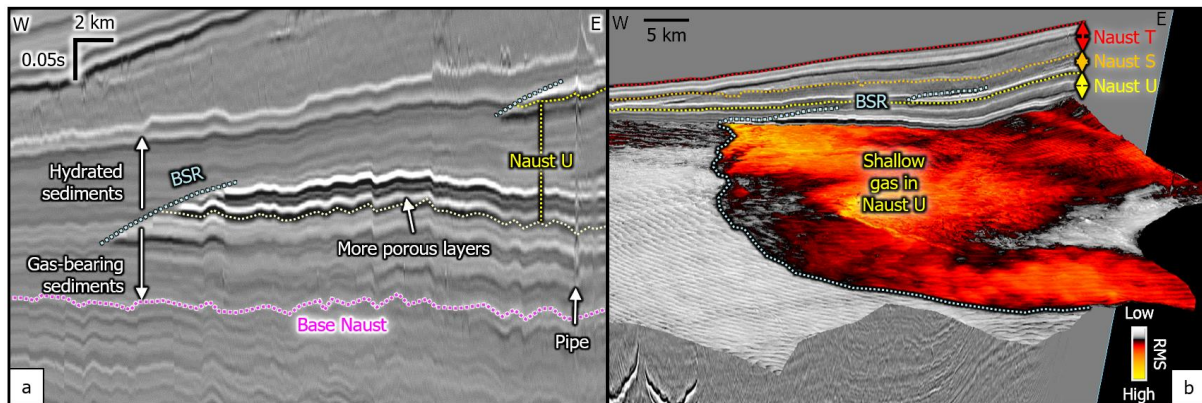 W
2 km
0.05s
E
Naust U
Hydrated
sediments
BSR
More porous layers
Gas-bearing
sediments
Base Naust
Pipe
a
W
5 km
E
Naust T
Naust S
Naust U
BSR
Shallow
gas in
Naust U
Low
RMS
High
b